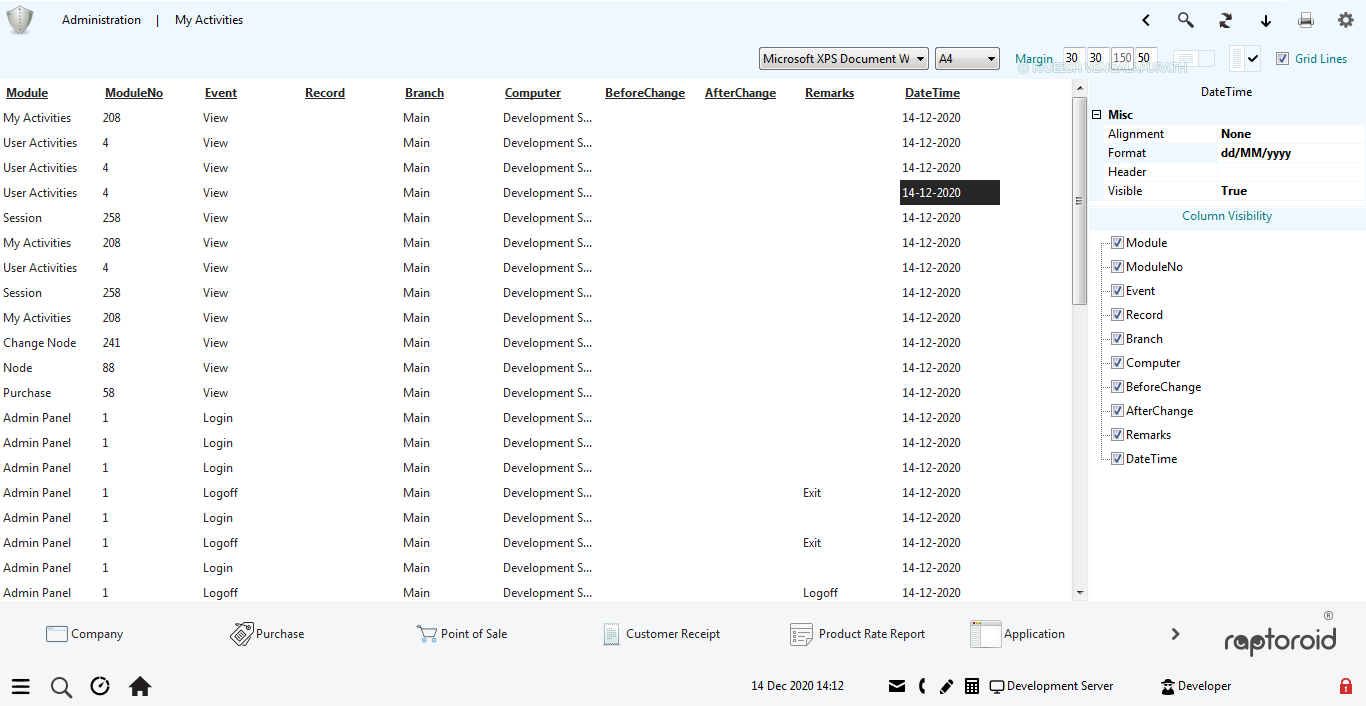 Administration | My Activities
Microsoft XPS Document W A4 Margin 30 30 150 50 Grid Lines
© RAJEESH VENGALAPURATH
Module ModuleNo Event Record Branch Computer BeforeChange AfterChange Remarks DateTime
My Activities 208 View Main Development S... 14-12-2020
User Activities 4 View Main Development S... 14-12-2020
User Activities 4 View Main Development S... 14-12-2020
User Activities 4 View Main Development S... 14-12-2020
Session 258 View Main Development S... 14-12-2020
My Activities 208 View Main Development S... 14-12-2020
User Activities 4 View Main Development S... 14-12-2020
Session 258 View Main Development S... 14-12-2020
My Activities 208 View Main Development S... 14-12-2020
Change Node 241 View Main Development S... 14-12-2020
Node 88 View Main Development S... 14-12-2020
Purchase 58 View Main Development S... 14-12-2020
Admin Panel 1 Login Main Development S... 14-12-2020
Admin Panel 1 Login Main Development S... 14-12-2020
Admin Panel 1 Login Main Development S... 14-12-2020
Admin Panel 1 Logoff Main Development S... Exit 14-12-2020
Admin Panel 1 Login Main Development S... 14-12-2020
Admin Panel 1 Logoff Main Development S... Exit 14-12-2020
Admin Panel 1 Login Main Development S... 14-12-2020
Admin Panel 1 Logoff Main Development S... Logoff 14-12-2020
DateTime
Misc
Alignment None
Format dd/MM/yyyy
Header
Visible True
Column Visibility
Module
ModuleNo
Event
Record
Branch
Computer
BeforeChange
AfterChange
Remarks
DateTime
Company Purchase Point of Sale Customer Receipt Product Rate Report Application
raptoroid ®
14 Dec 2020 14:12 Development Server Developer